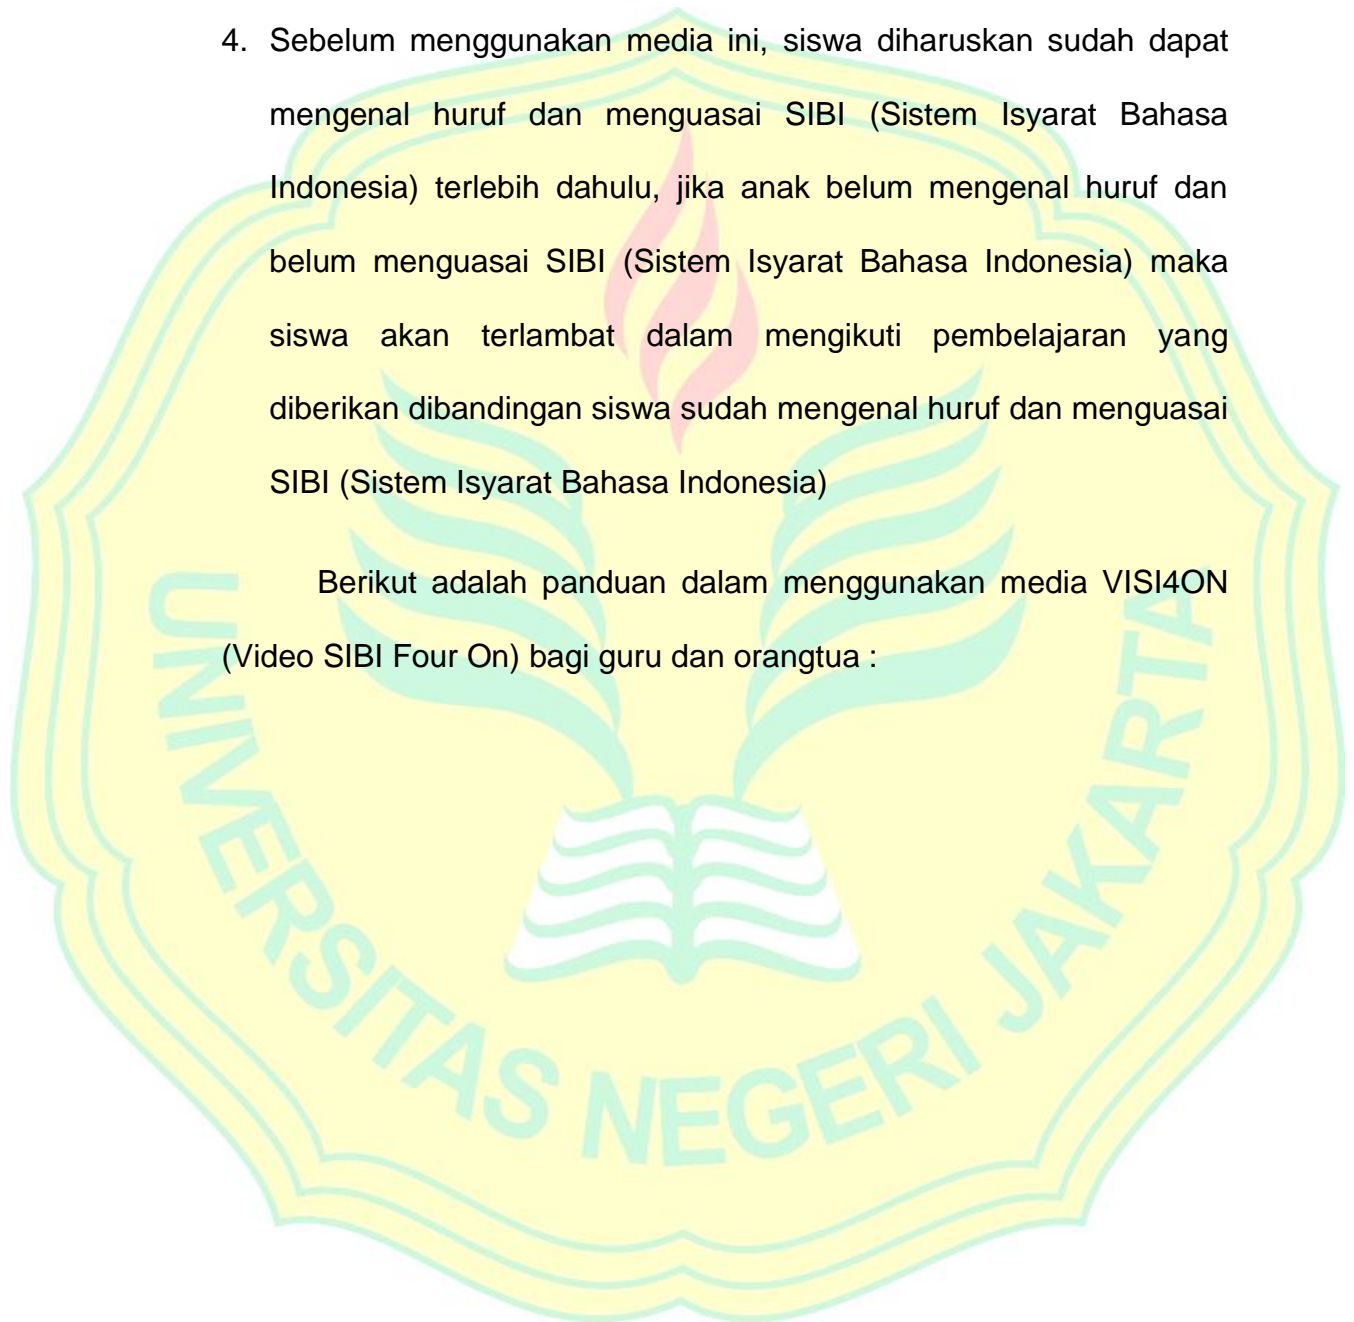 4. Sebelum menggunakan media ini, siswa diharuskan sudah dapat
mengenal huruf dan menguasai SIBI (Sistem Isyarat Bahasa
Indonesia) terlebih dahulu, jika anak belum mengenal huruf dan
belum menguasai SIBI (Sistem Isyarat Bahasa Indonesia) maka
siswa akan terlambat dalam mengikuti pembelajaran yang
diberikan dibandingan siswa sudah mengenal huruf dan menguasai
SIBI (Sistem Isyarat Bahasa Indonesia)
Berikut adalah panduan dalam menggunakan media VISI4ON
(Video SIBI Four On) bagi guru dan orangtua :
UNIVERSITAS NEGERI JAKARTA